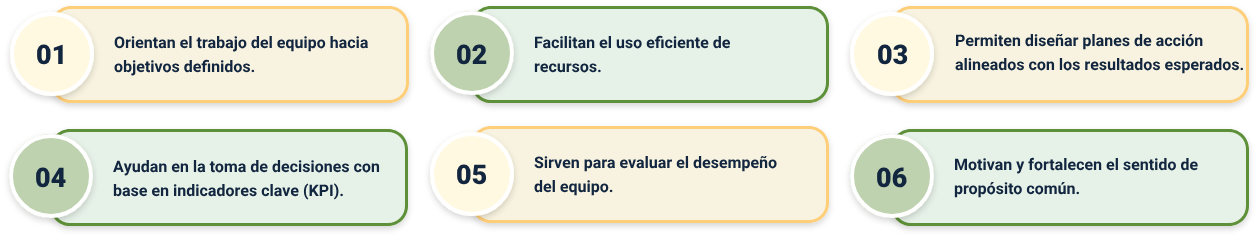 01
Orientan el trabajo del equipo hacia
objetivos definidos.
02
Facilitan el uso eficiente de
recursos.
03
Permiten diseñar planes de acción
alineados con los resultados esperados.
04
Ayudan en la toma de decisiones con
base en indicadores clave (KPI).
05
Sirven para evaluar el desempeño
del equipo.
06
Motivan y fortalecen el sentido de
propósito común.